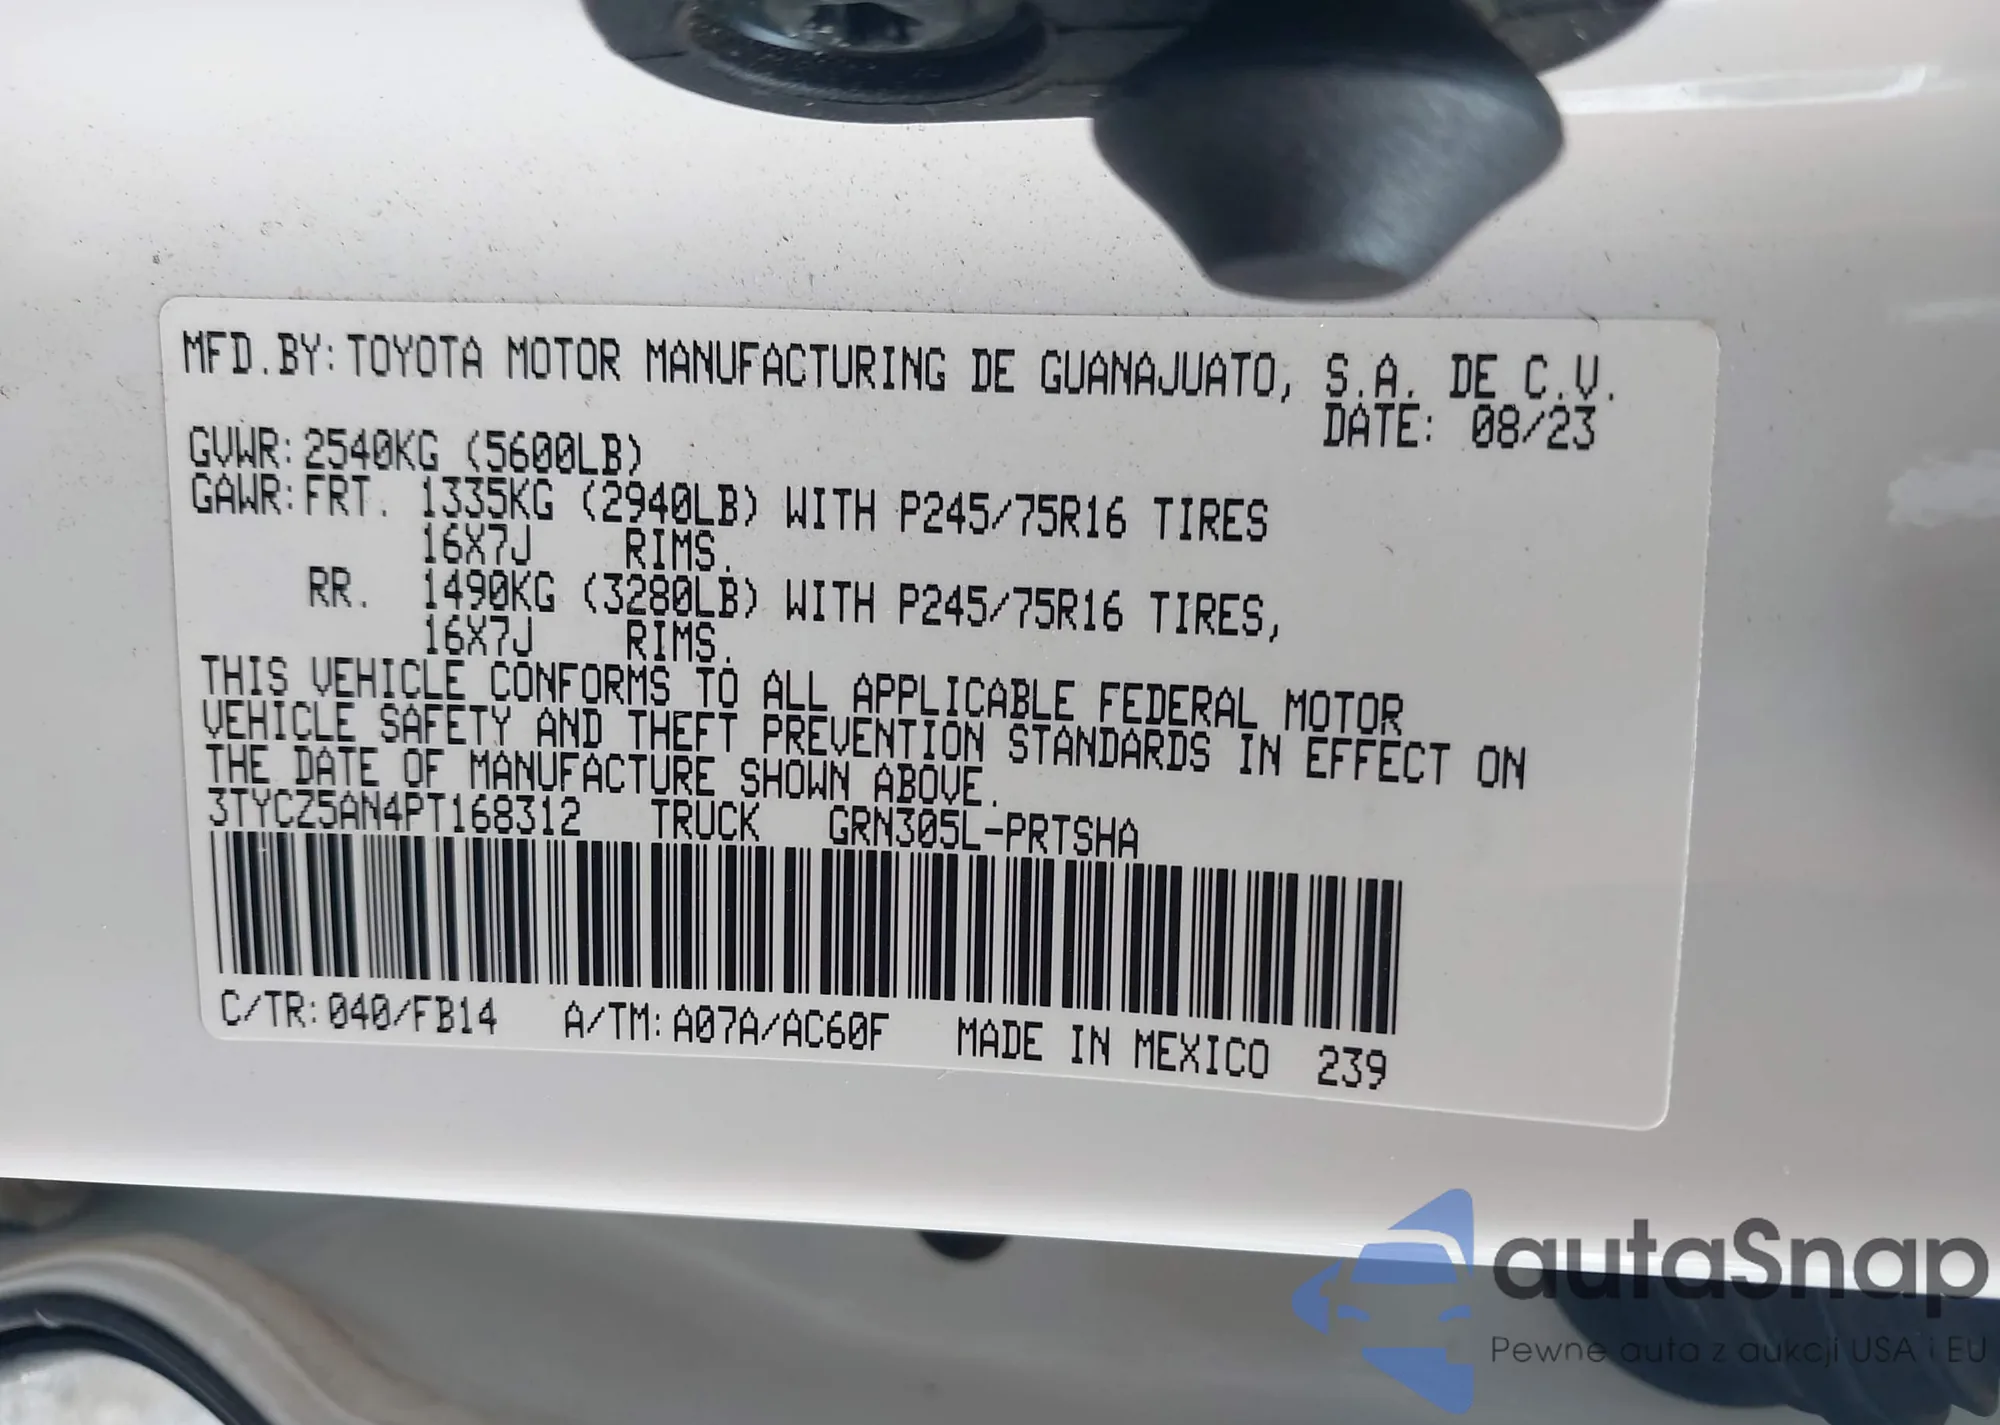 MFD.BY: TOYOTA MOTOR MANUFACTURING DE GUANAJUATO, S.A. DE C.V.
DATE: 08/23
GVWR: 2540KG (5600LB)
GAWR: FRT. 1335KG (2940LB) WITH P245/75R16 TIRES
16X7J RIMS.
RR. 1490KG (3280LB) WITH P245/75R16 TIRES,
16X7J RIMS.
THIS VEHICLE CONFORMS TO ALL APPLICABLE FEDERAL MOTOR
VEHICLE SAFETY AND THEFT PREVENTION STANDARDS IN EFFECT ON
THE DATE OF MANUFACTURE SHOWN ABOVE.
3TYCZ5AN4PT168312 TRUCK GRN305L-PRTSHA
C/TR: 040/FB14 A/TM: A07A/AC60F MADE IN MEXICO 239
autaSnap
Pewne auta z aukcji USA i EU